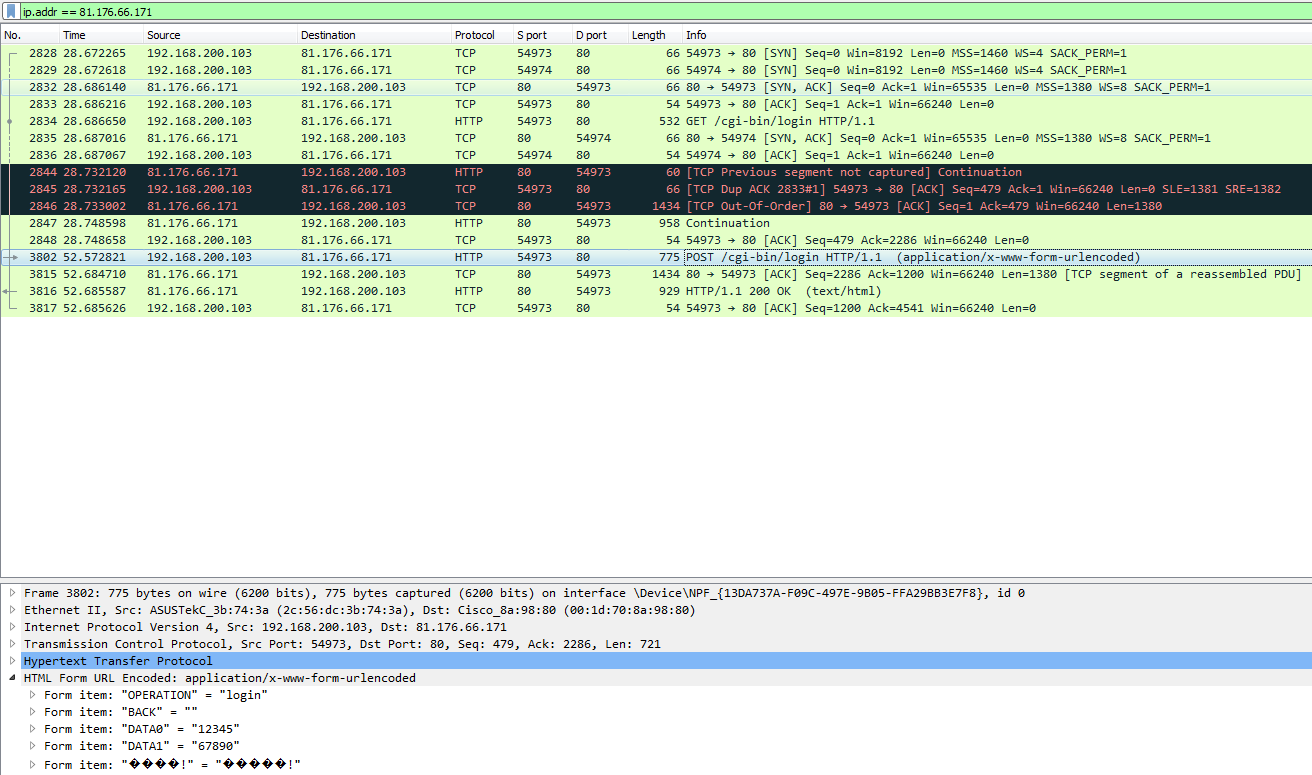 ip.addr == 81.176.66.171
No. Time Source Destination Protocol S port D port Length Info
2828 28.672265 192.168.200.103 81.176.66.171 TCP 54973 80 66 54973 → 80 [SYN] Seq=0 Win=8192 Len=0 MSS=1460 WS=4 SACK_PERM=1
2829 28.672618 192.168.200.103 81.176.66.171 TCP 54974 80 66 54974 → 80 [SYN] Seq=0 Win=8192 Len=0 MSS=1460 WS=4 SACK_PERM=1
2832 28.686140 81.176.66.171 192.168.200.103 TCP 80 54973 66 80 → 54973 [SYN, ACK] Seq=0 Ack=1 Win=65535 Len=0 MSS=1380 WS=8 SACK_PERM=1
2833 28.686216 192.168.200.103 81.176.66.171 TCP 54973 80 54 54973 → 80 [ACK] Seq=1 Ack=1 Win=66240 Len=0
2834 28.686650 192.168.200.103 81.176.66.171 HTTP 54973 80 532 GET /cgi-bin/login HTTP/1.1
2835 28.687016 81.176.66.171 192.168.200.103 TCP 80 54974 66 80 → 54974 [SYN, ACK] Seq=0 Ack=1 Win=65535 Len=0 MSS=1380 WS=8 SACK_PERM=1
2836 28.687067 192.168.200.103 81.176.66.171 TCP 54974 80 54 54974 → 80 [ACK] Seq=1 Ack=1 Win=66240 Len=0
2844 28.732120 81.176.66.171 192.168.200.103 HTTP 80 54973 60 [TCP Previous segment not captured] Continuation
2845 28.732165 192.168.200.103 81.176.66.171 TCP 54973 80 66 [TCP Dup ACK 2833#1] 54973 → 80 [ACK] Seq=479 Ack=1 Win=66240 Len=0 SLE=1381 SRE=1382
2846 28.733002 81.176.66.171 192.168.200.103 TCP 80 54973 1434 [TCP Out-Of-Order] 80 → 54973 [ACK] Seq=1 Ack=479 Win=66240 Len=1380
2847 28.748598 81.176.66.171 192.168.200.103 HTTP 80 54973 958 Continuation
2848 28.748658 192.168.200.103 81.176.66.171 TCP 54973 80 54 54973 → 80 [ACK] Seq=479 Ack=2286 Win=66240 Len=0
3802 52.572821 192.168.200.103 81.176.66.171 HTTP 54973 80 775 POST /cgi-bin/login HTTP/1.1  (application/x-www-form-urlencoded)
3815 52.684710 81.176.66.171 192.168.200.103 TCP 80 54973 1434 80 → 54973 [ACK] Seq=2286 Ack=1200 Win=66240 Len=1380 [TCP segment of a reassembled PDU]
3816 52.685587 81.176.66.171 192.168.200.103 HTTP 80 54973 929 HTTP/1.1 200 OK  (text/html)
3817 52.685626 192.168.200.103 81.176.66.171 TCP 54973 80 54 54973 → 80 [ACK] Seq=1200 Ack=4541 Win=66240 Len=0
Frame 3802: 775 bytes on wire (6200 bits), 775 bytes captured (6200 bits) on interface \Device\NPF_{13DA737A-F09C-497E-9B05-FFA29BB3E7F8}, id 0
Ethernet II, Src: ASUSTekC_3b:74:3a (2c:56:dc:3b:74:3a), Dst: Cisco_8a:98:80 (00:1d:70:8a:98:80)
Internet Protocol Version 4, Src: 192.168.200.103, Dst: 81.176.66.171
Transmission Control Protocol, Src Port: 54973, Dst Port: 80, Seq: 479, Ack: 2286, Len: 721
Hypertext Transfer Protocol
HTML Form URL Encoded: application/x-www-form-urlencoded
Form item: "OPERATION" = "login"
Form item: "BACK" = ""
Form item: "DATA0" = "12345"
Form item: "DATA1" = "67890"
Form item: "����!" = "�����!"